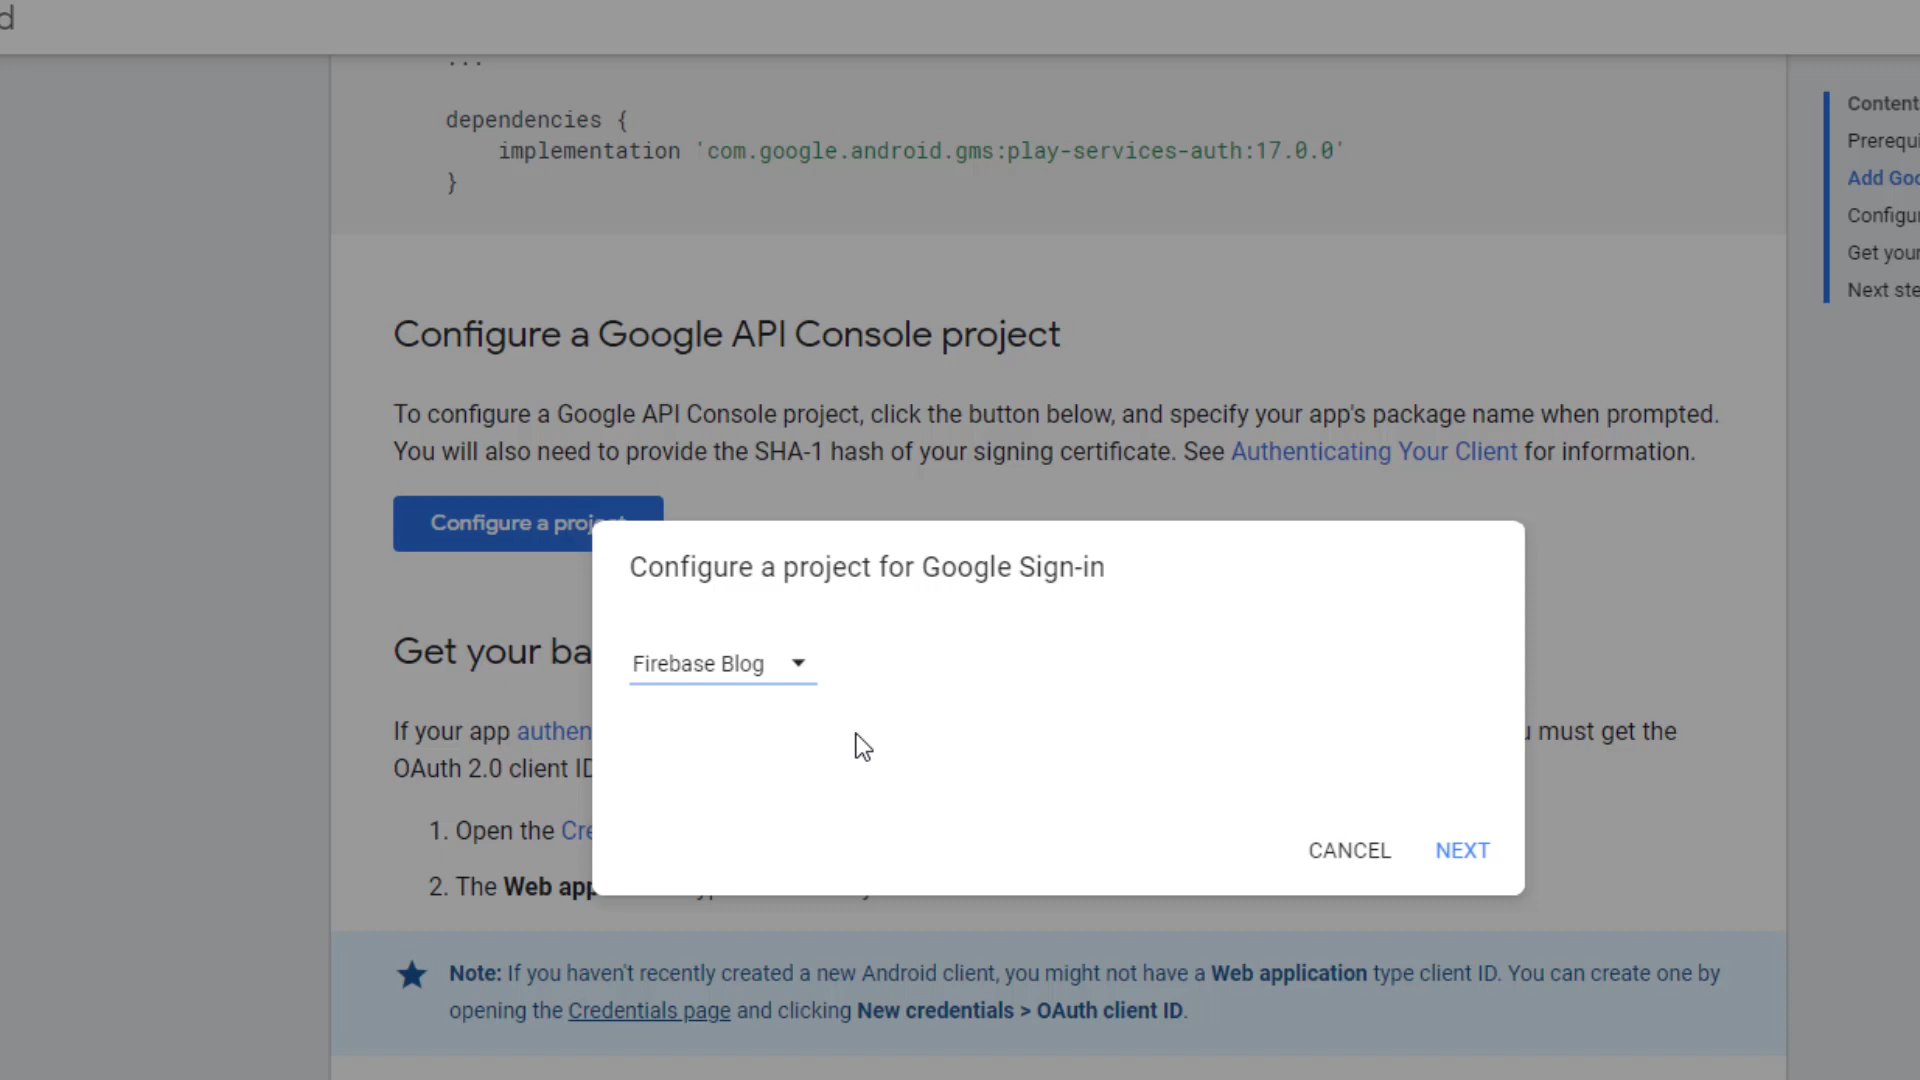 d
...
dependencies {
implementation 'com.google.android.gms:play-services-auth:17.0.0'
}
Configure a Google API Console project
To configure a Google API Console project, click the button below, and specify your app's package name when prompted.
You will also need to provide the SHA-1 hash of your signing certificate. See Authenticating Your Client for information.
Configure a project
Configure a project for Google Sign-in
Firebase Blog
CANCEL NEXT
Get your ba
If your app authen
must get the
OAuth 2.0 client ID
1. Open the Cre
2. The Web app
Note: If you haven't recently created a new Android client, you might not have a Web application type client ID. You can create one by
opening the Credentials page and clicking New credentials > OAuth client ID.
Content
Prerequi
Add Goo
Configur
Get your
Next ste